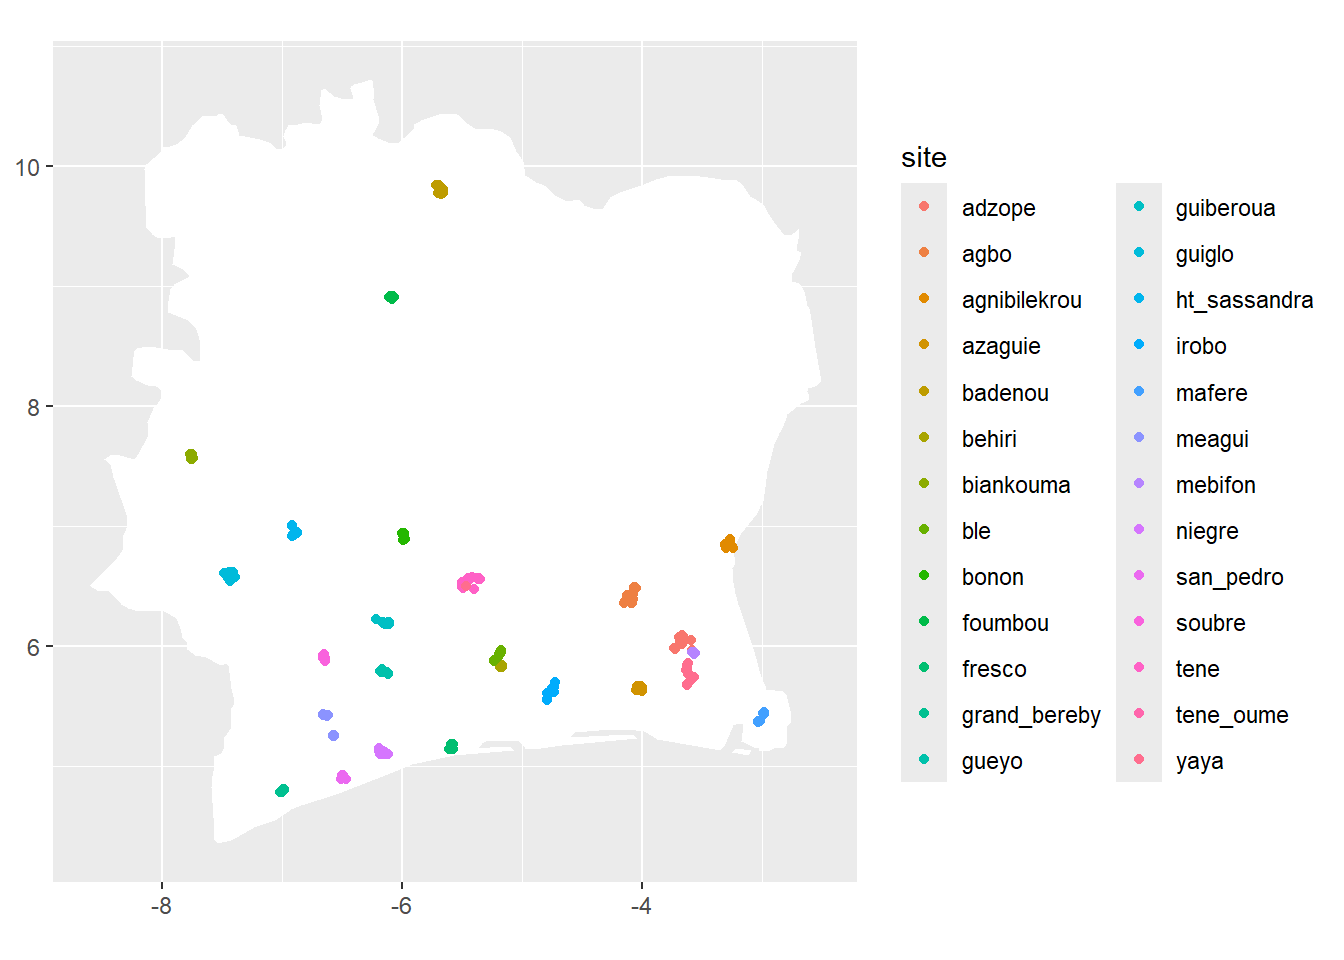 10
8
6
-8
-6
-4
site
adzope
agbo
agnibilekrou
azaguie
badenou
behiri
biankouma
ble
bonon
foumbou
fresco
grand_bereby
gueyo
guiberoua
guiglo
ht_sassandra
irobo
mafere
meagui
mebifon
niegre
san_pedro
soubre
tene
tene_oume
yaya